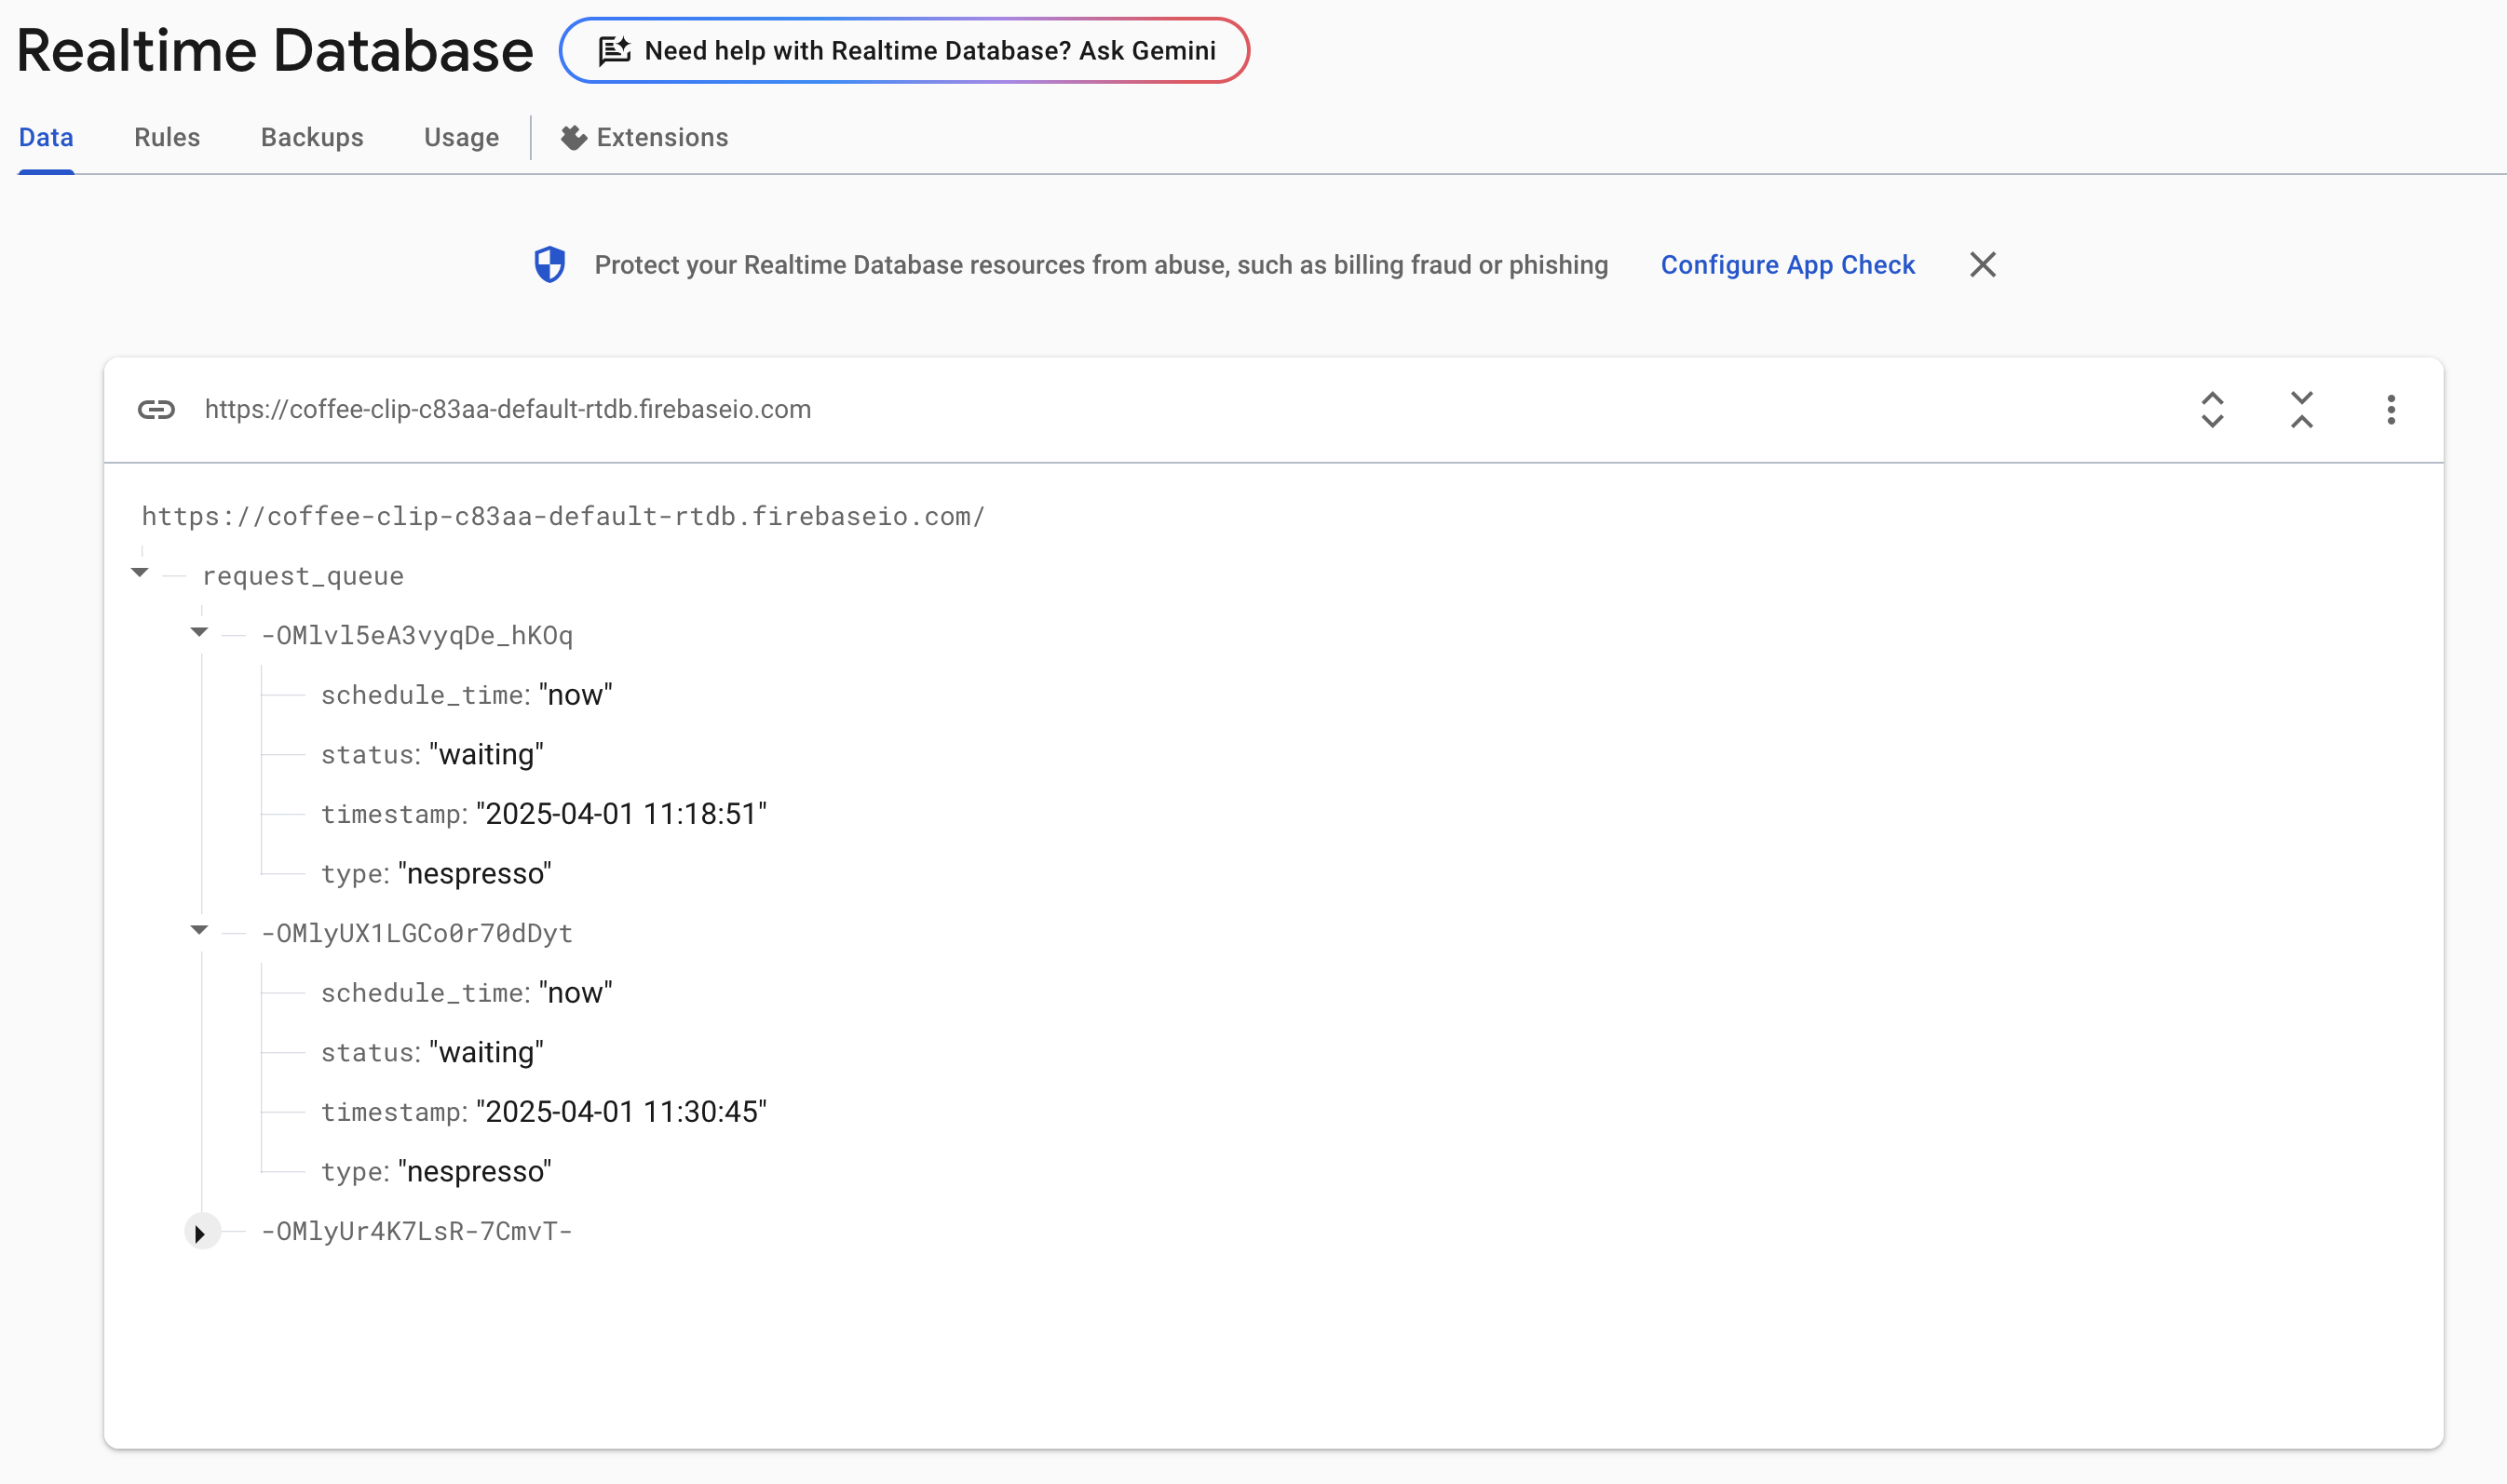 Realtime Database
Need help with Realtime Database? Ask Gemini
Data Rules Backups Usage Extensions
Protect your Realtime Database resources from abuse, such as billing fraud or phishing Configure App Check
https://coffee-clip-c83aa-default-rtdb.firebaseio.com
https://coffee-clip-c83aa-default-rtdb.firebaseio.com/
request_queue
-OMlvl5eA3vyqDe_hKOq
schedule_time: "now"
status: "waiting"
timestamp: "2025-04-01 11:18:51"
type: "nespresso"
-OMlyUX1LGCo0r70dDyt
schedule_time: "now"
status: "waiting"
timestamp: "2025-04-01 11:30:45"
type: "nespresso"
-OMlyUr4K7LsR-7CmvT-